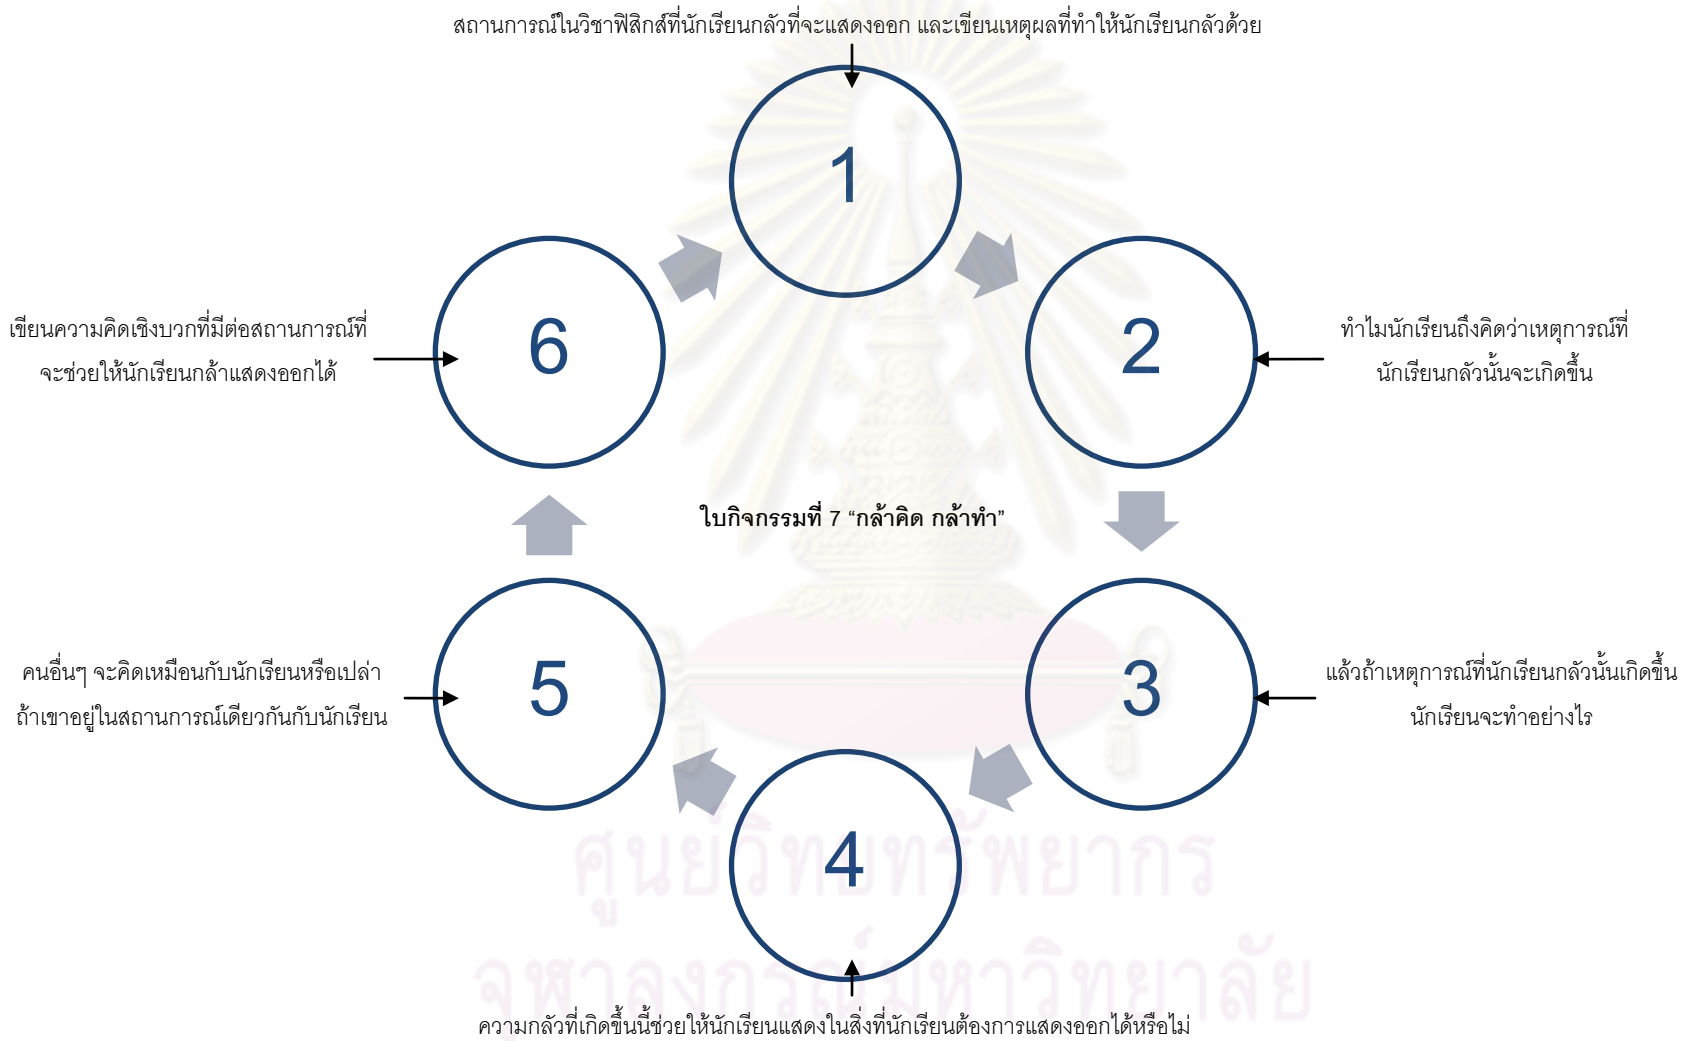 สถานการณ์ในวิชาฟิสิกส์ที่นักเรียนกลัวที่จะแสดงออก และเขียนเหตุผลที่ทำให้นักเรียนกลัวด้วย
1
2
ทำไมนักเรียนถึงคิดว่าเหตุการณ์ที่
นักเรียนกลัวนั้นจะเกิดขึ้น
3
แล้วถ้าเหตุการณ์ที่นักเรียนกลัวนั้นเกิดขึ้น
นักเรียนจะทำอย่างไร
4
ความกลัวที่เกิดขึ้นนี้ช่วยให้นักเรียนแสดงในสิ่งที่นักเรียนต้องการแสดงออกได้หรือไม่
5
คนอื่นๆ จะคิดเหมือนกับนักเรียนหรือเปล่า
ถ้าเขาอยู่ในสถานการณ์เดียวกันกับนักเรียน
6
เขียนความคิดเชิงบวกที่มีต่อสถานการณ์ที่
จะช่วยให้นักเรียนกล้าแสดงออกได้
ใบกิจกรรมที่ 7 “กล้าคิด กล้าทำ”
ศูนย์วิทยทรัพยากร
จุฬาลงกรณ์มหาวิทยาลัย